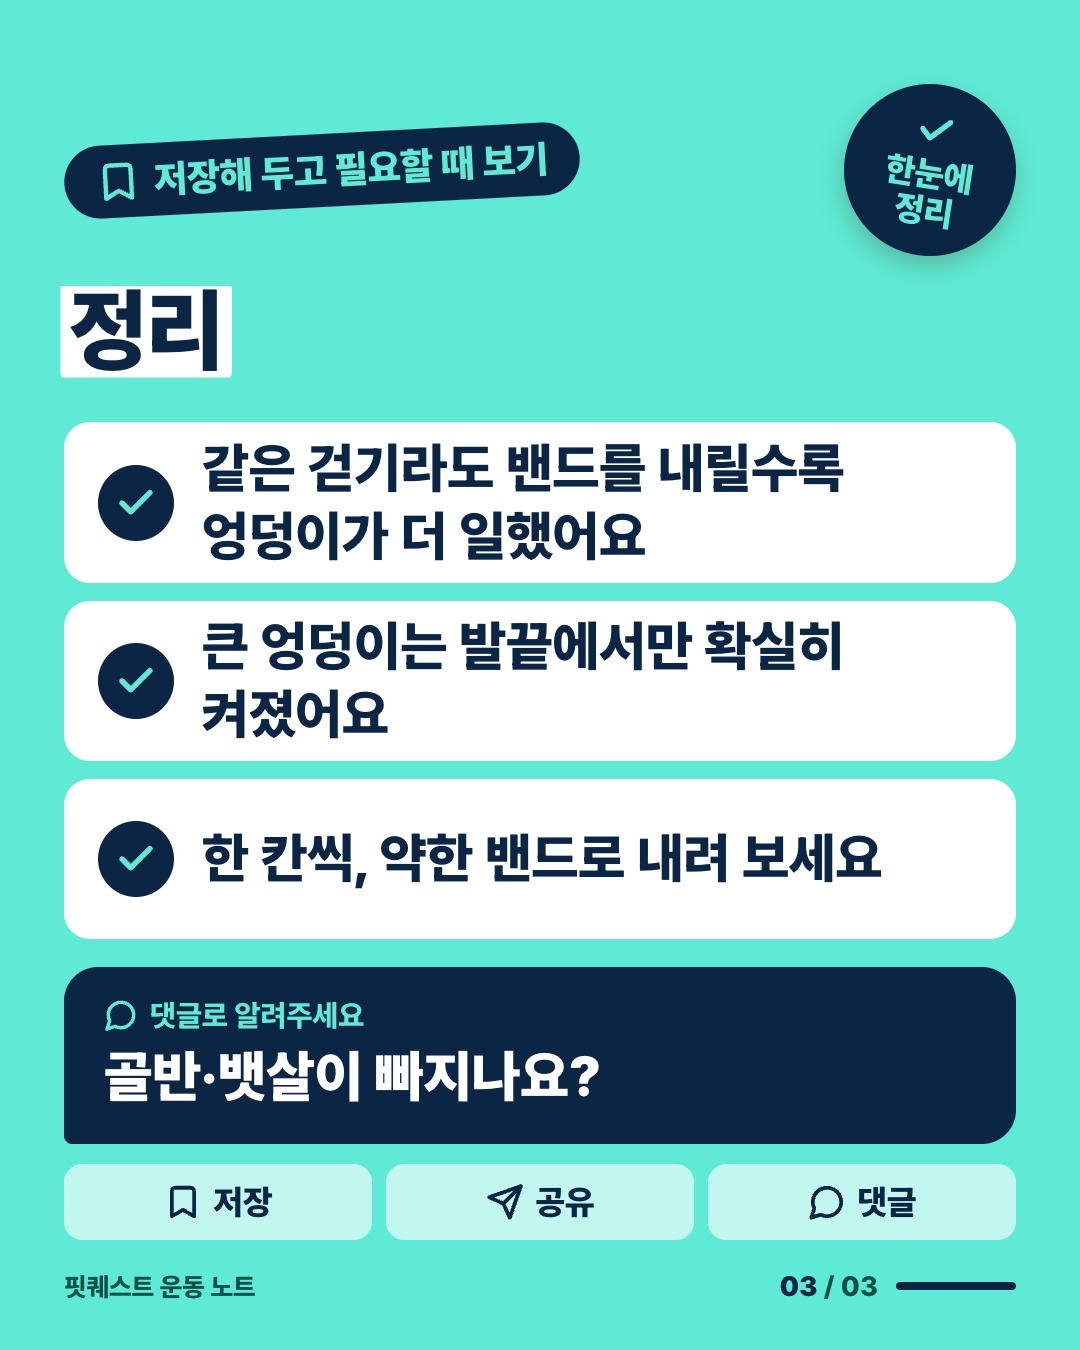 저장해 두고 필요할 때 보기
한눈에
정리
정리
같은 걷기라도 밴드를 내릴수록
엉덩이가 더 일했어요
큰 엉덩이는 발끝에서만 확실히
켜졌어요
한 칸씩, 약한 밴드로 내려 보세요
댓글로 알려주세요
골반·뱃살이 빠지나요?
저장
공유
댓글
핏퀘스트 운동 노트
03 / 03